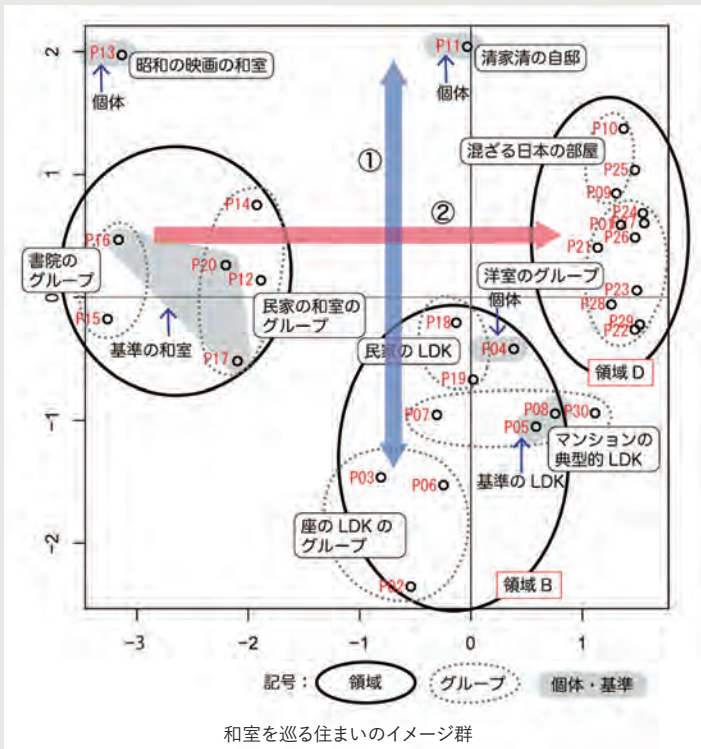 2
1
0
-1
-2
P13
昭和の映画の和室
個体
P11
清家清の自邸
個体
①
②
P10
混ざる日本の部屋
P25
P09
P24
P01
P27
P26
P21
P14
P16
書院の
グループ
P20
P12
P15
基準の和室
P17
民家の和室の
グループ
洋室のグループ
個体
P23
P28
P29
P22
領域 D
P18
民家の LDK
P04
P19
P07
P08
P30
P05
マンションの
典型的 LDK
基準の LDK
P03
P06
座の LDK の
グループ
P02
領域 B
-3
-2
-1
0
1
記号：
領域
グループ
個体・基準
和室を巡る住まいのイメージ群